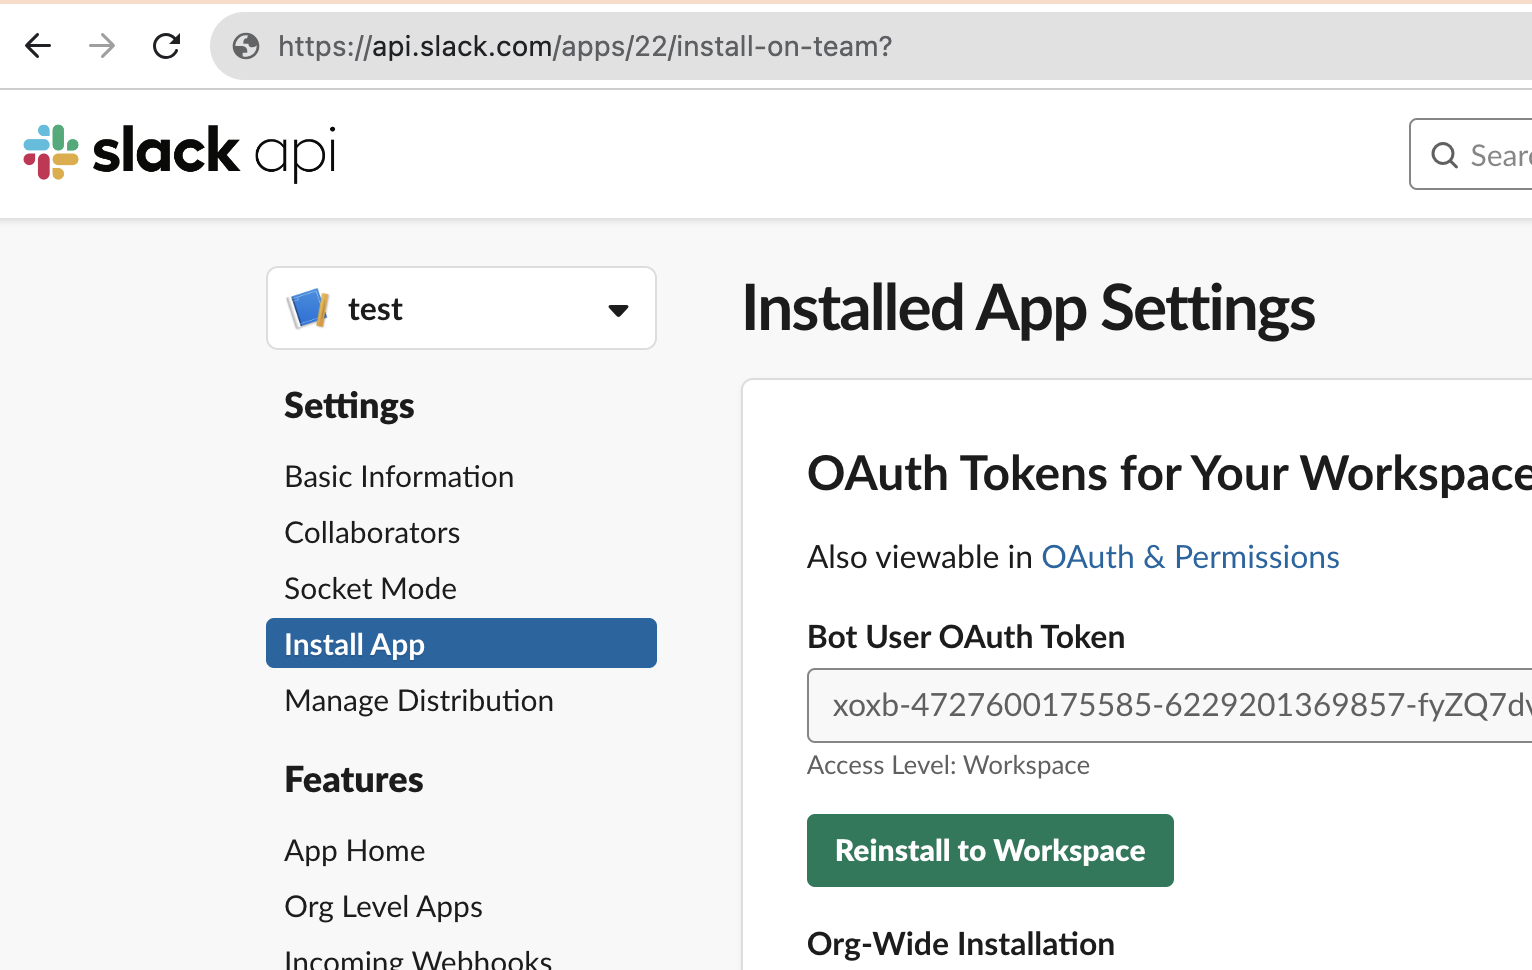 https://api.slack.com/apps/22/install-on-team?
slack api
Sear
test
Installed App Settings
Settings
Basic Information
Collaborators
Socket Mode
Install App
Manage Distribution
Features
App Home
Org Level Apps
Incoming Webhooks
OAuth Tokens for Your Workspace
Also viewable in OAuth & Permissions
Bot User OAuth Token
xoxb-4727600175585-6229201369857-fyZQ7dv
Access Level: Workspace
Reinstall to Workspace
Org-Wide Installation